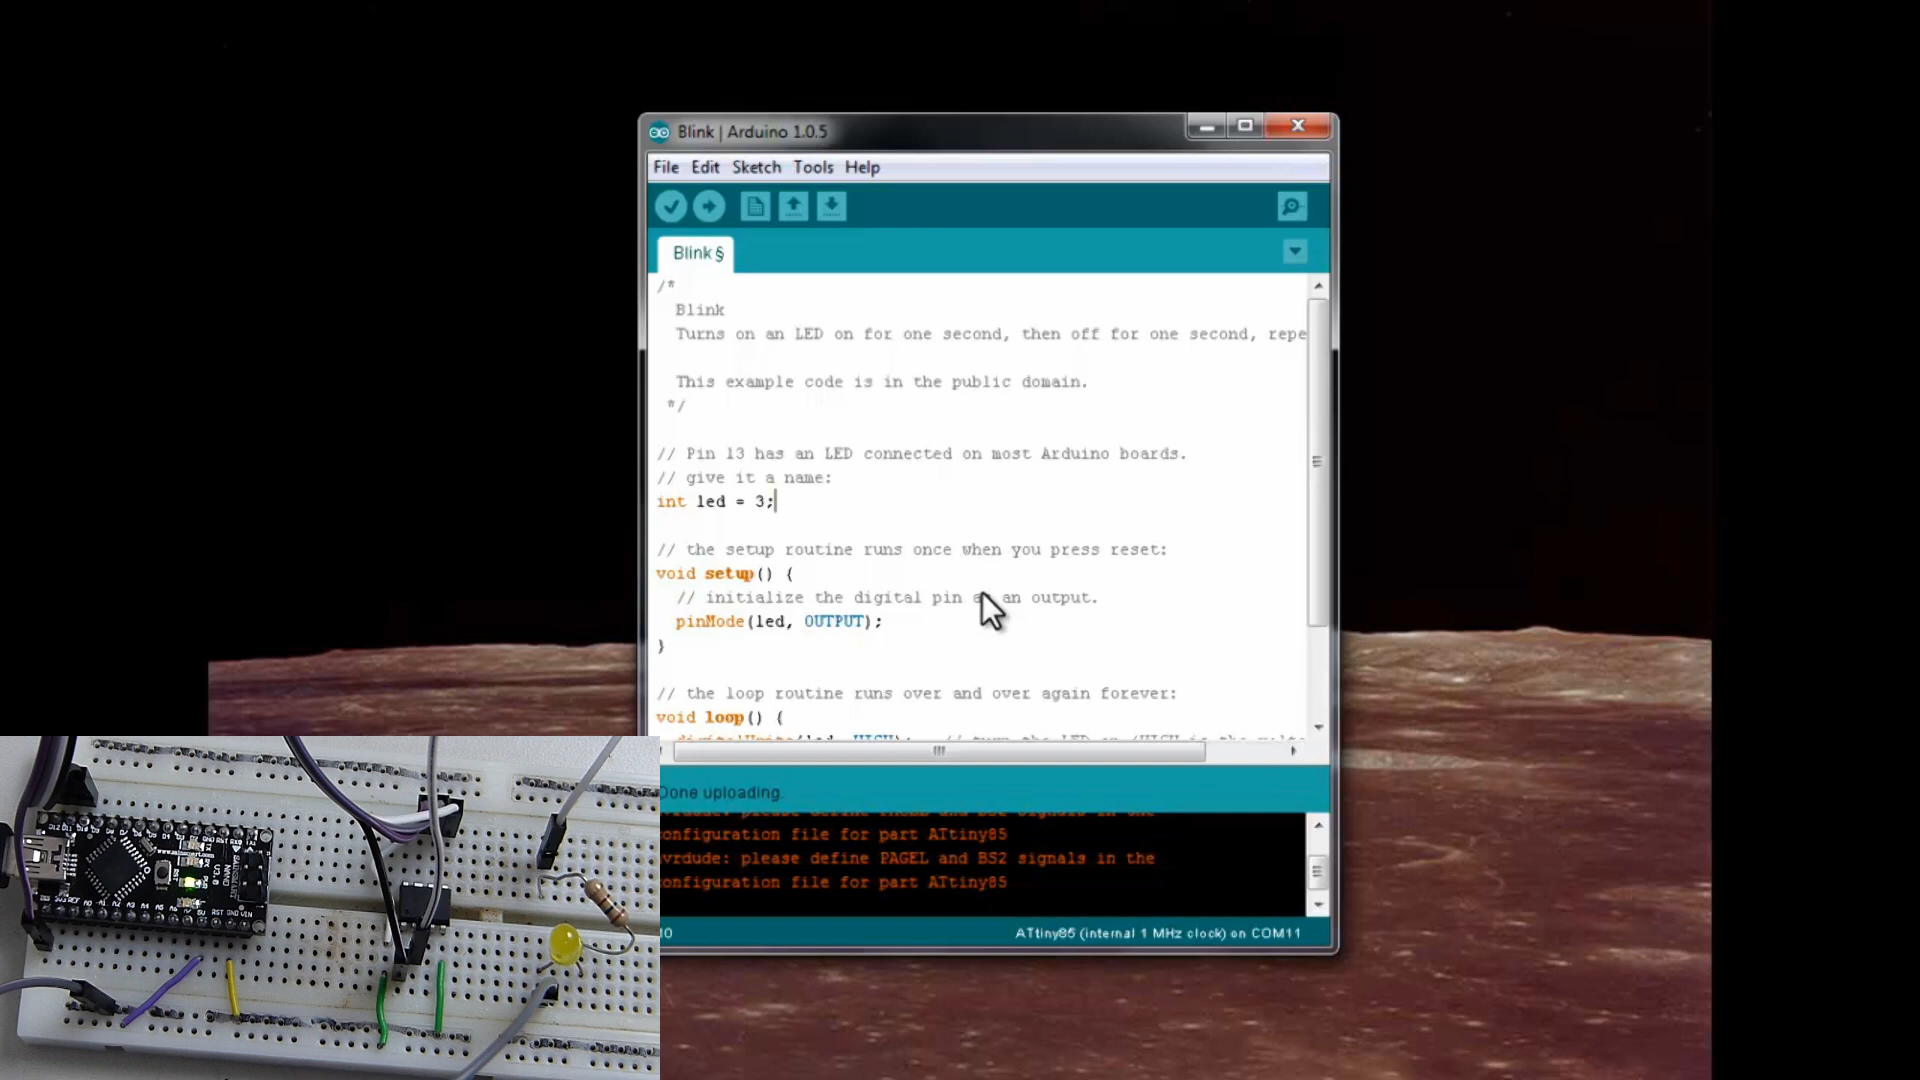 Blink | Arduino 1.0.5
File Edit Sketch Tools Help
Blink §
/*
Blink
Turns on an LED on for one second, then off for one second, repe
This example code is in the public domain.
*/
// Pin 13 has an LED connected on most Arduino boards.
// give it a name:
int led = 3;
// the setup routine runs once when you press reset:
void setup() {
// initialize the digital pin an output.
pinMode(led, OUTPUT);
}
// the loop routine runs over and over again forever:
void loop() {
Done uploading.
onfiguration file for part ATtiny85
vrdude: please define PAGEL and BS2 signals in the
onfiguration file for part ATtiny85
10
ATtiny85 (internal 1 MHz clock) on COM11